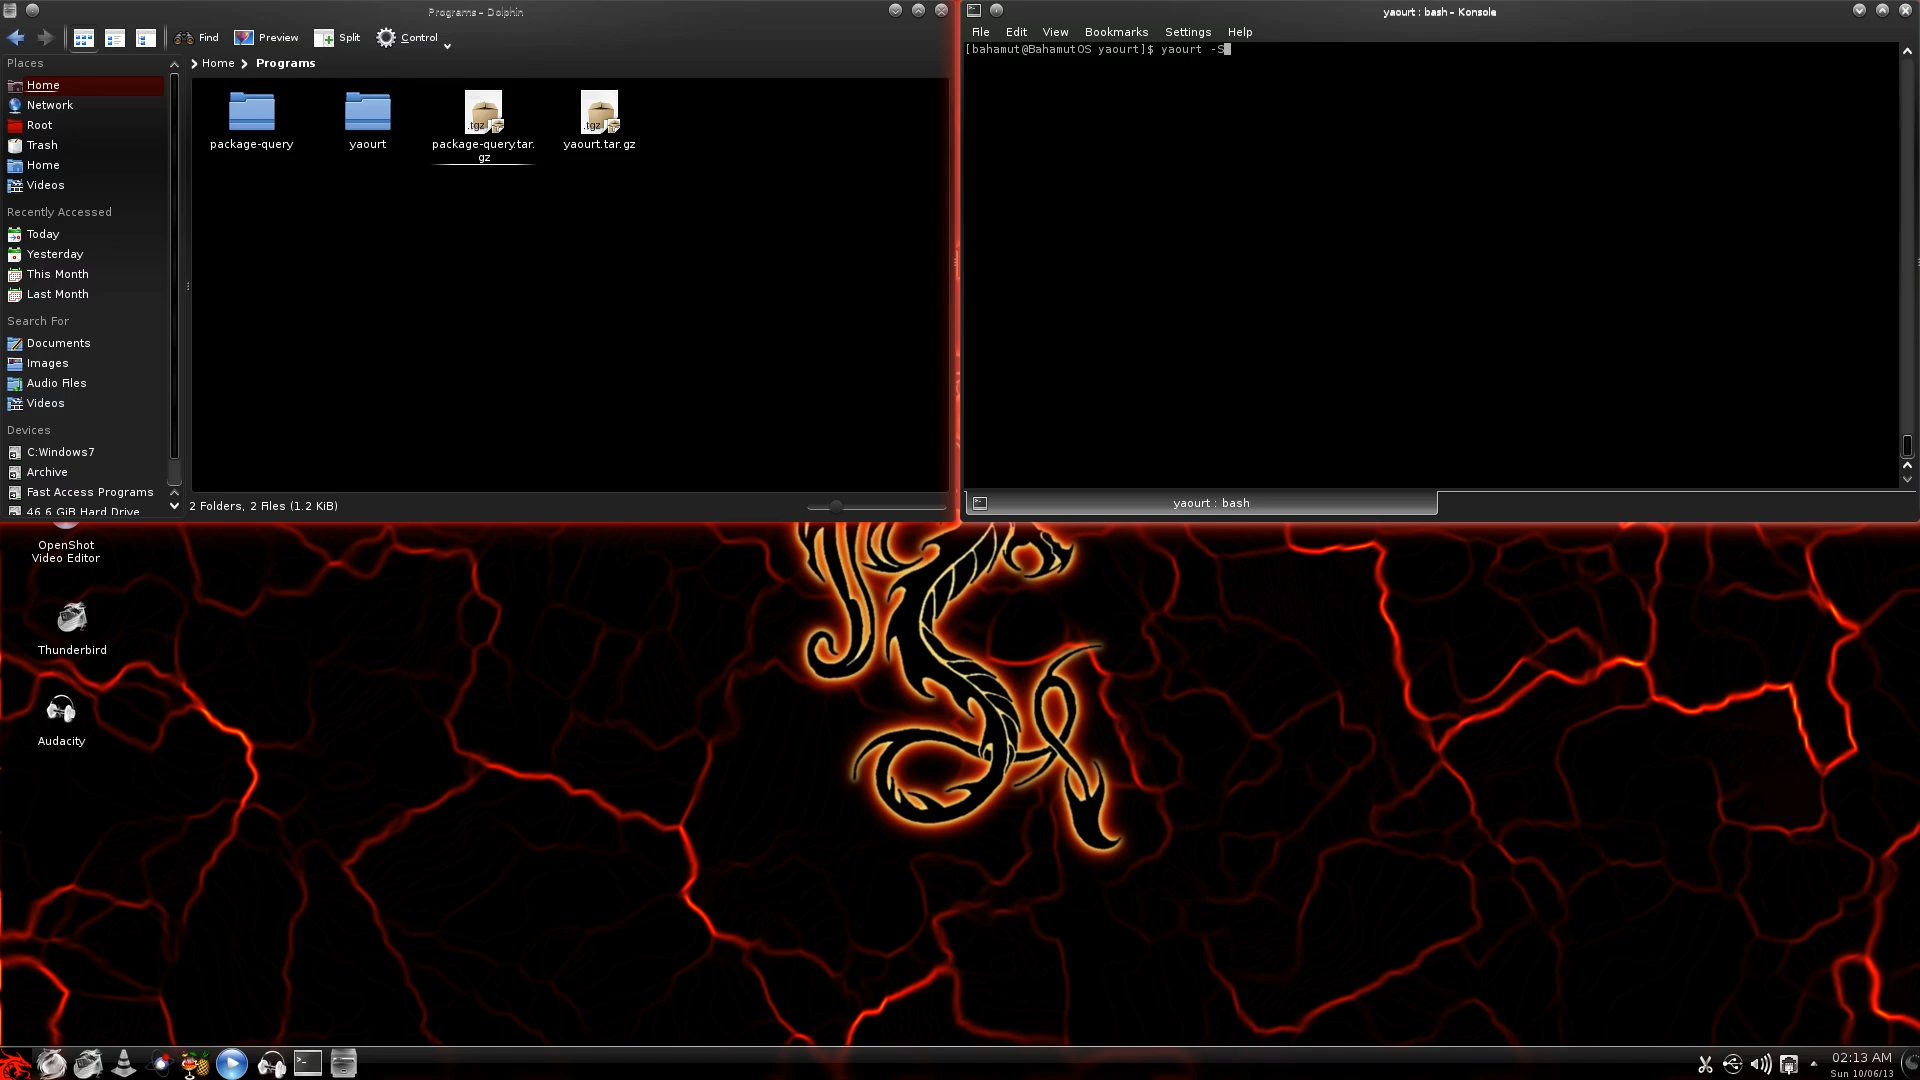 Programs – Dolphin
Find
Preview
Split
Control
Places
Home
Network
Root
Trash
Home
Videos
Recently Accessed
Today
Yesterday
This Month
Last Month
Search For
Documents
Images
Audio Files
Videos
Devices
C:Windows7
Archive
Fast Access Programs
46.6 GiB Hard Drive
Home
Programs
package-query
yaourt
.tgz
package-query.tar.
gz
.tgz
yaourt.tar.gz
2 Folders, 2 Files (1.2 KiB)
yaourt : bash – Konsole
File Edit View Bookmarks Settings Help
[bahamut@BahamutOS yaourt]$ yaourt -S
yaourt : bash
OpenShot
Video Editor
Thunderbird
Audacity
02:13 AM
Sun 10/06/13